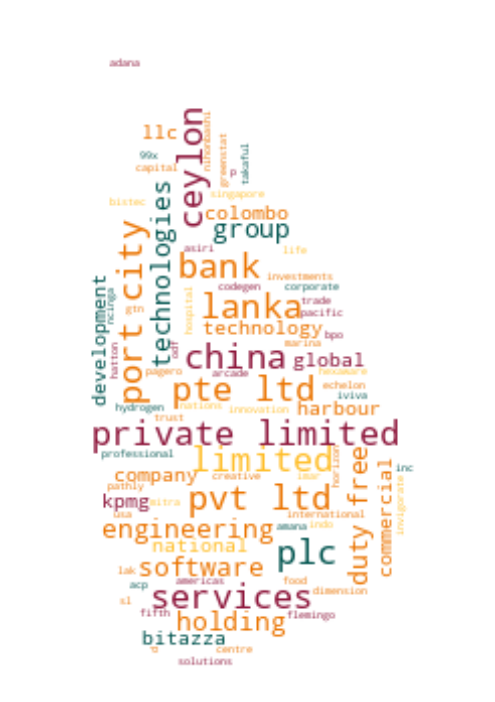 adana
llc
ceylon
nihonbashi
greenstat
takaful
99x
capital
p
bistec
technologies
singapore
colombo
group
port city
asiri
life
bank
development
ncinga
gtn
hospital
codegen
investments
corporate
lanka
trade
pacific
technology
marina
bpo
hatton
odf
china
global
pagero
arcade
hexaware
pte ltd
echelon
iviva
hydrogen
nations
innovation
harbour
trust
private limited
professional
limited
horizon
duty free
commercial
inc
company
creative
imar
pathly
kpmg
mitra
pvt ltd
usa
international
invigorate
engineering
amana
indo
national
plc
lak
software
acp
americas
food
dimension
sl
services
fifth
holding
flemingo
bitazza
centre
solutions